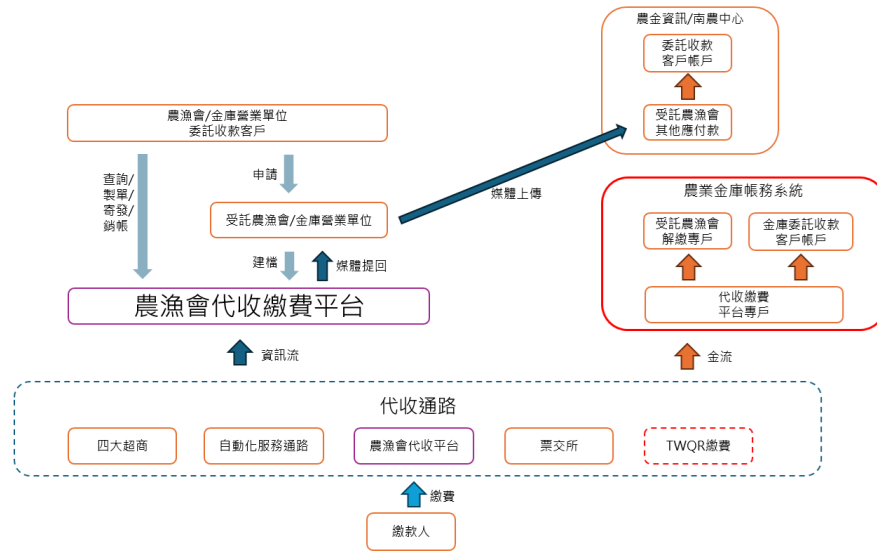 農金資訊/南農中心
委託收款
客戶帳戶
受託農漁會
其他應付款
農漁會/金庫營業單位
委託收款客戶
查詢/
製單/
寄發/
銷帳
申請
媒體上傳
受託農漁會/金庫營業單位
建檔
媒體提回
農漁會代收繳費平台
農業金庫帳務系統
受託農漁會
解繳專戶
金庫委託收款
客戶帳戶
代收繳費
平台專戶
資訊流
金流
代收通路
四大超商
自動化服務通路
農漁會代收平台
票交所
TWQR繳費
繳費
繳款人